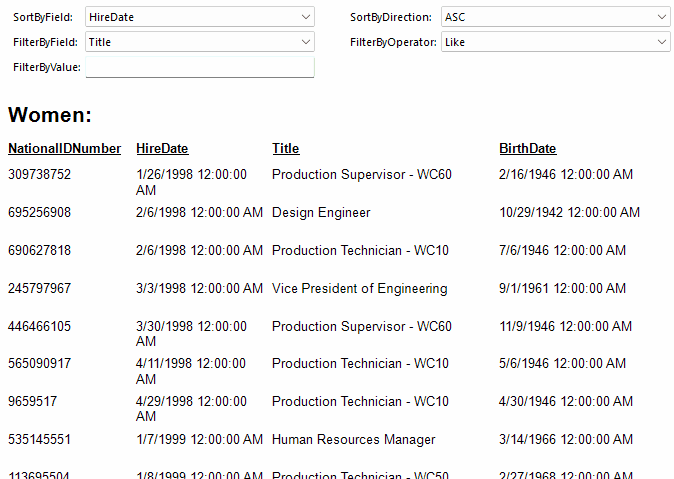 SortByField: HireDate SortByDirection: ASC
FilterByField: Title FilterByOperator: Like
FilterByValue:
Women:
NationalIDNumber HireDate Title BirthDate
309738752 1/26/1998 12:00:00 Production Supervisor - WC60 2/16/1946 12:00:00 AM
AM
695256908 2/6/1998 12:00:00 AM Design Engineer 10/29/1942 12:00:00 AM
690627818 2/6/1998 12:00:00 AM Production Technician - WC10 7/6/1946 12:00:00 AM
245797967 3/3/1998 12:00:00 AM Vice President of Engineering 9/1/1961 12:00:00 AM
446466105 3/30/1998 12:00:00 Production Supervisor - WC60 11/9/1946 12:00:00 AM
AM
565090917 4/11/1998 12:00:00 Production Technician - WC10 5/6/1946 12:00:00 AM
AM
9659517 4/29/1998 12:00:00 Production Technician - WC10 4/30/1946 12:00:00 AM
AM
535145551 1/7/1999 12:00:00 AM Human Resources Manager 3/14/1966 12:00:00 AM
113695504 1/8/1999 12:00:00 AM Production Technician - WC50 2/27/1968 12:00:00 AM